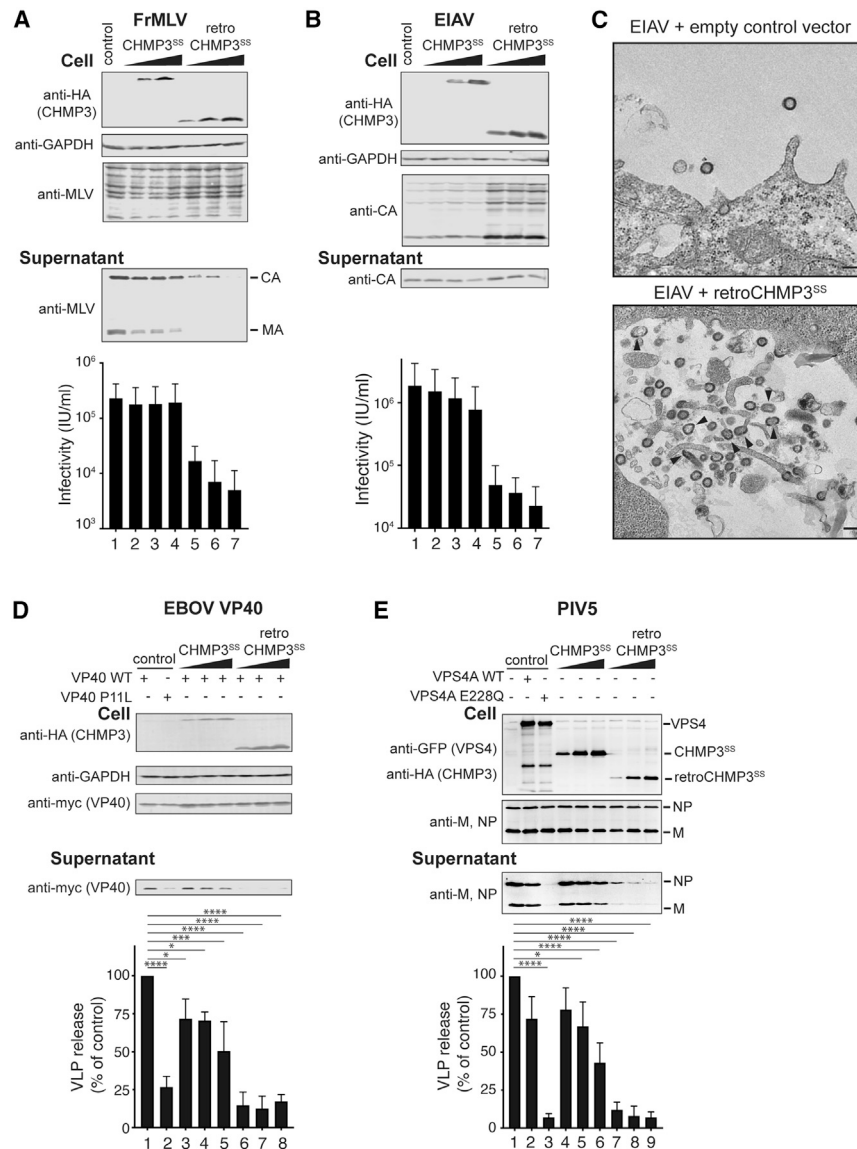 A
FrMLV
control
CHMP3SS
retro
CHMP3SS
Cell
anti-HA
(CHMP3)
anti-GAPDH
anti-MLV
Supernatant
anti-MLV
CA
MA
Infectivity (IU/ml)
10^6
10^5
10^4
10^3
1 2 3 4 5 6 7
B
EIAV
control
CHMP3SS
retro
CHMP3SS
Cell
anti-HA
(CHMP3)
anti-GAPDH
anti-CA
Supernatant
anti-CA
Infectivity (IU/ml)
10^6
10^5
10^4
1 2 3 4 5 6 7
C
EIAV + empty control vector
EIAV + retroCHMP3SS
D
EBOV VP40
control
CHMP3SS
retro
CHMP3SS
VP40 WT + - + + + + + +
VP40 P11L - + - - - - - -
Cell
anti-HA (CHMP3)
anti-GAPDH
anti-myc (VP40)
Supernatant
anti-myc (VP40)
****
****
****
***
*
*
****
VLP release
(% of control)
100
75
50
25
0
1 2 3 4 5 6 7 8
E
PIV5
control
CHMP3SS
retro
CHMP3SS
VPS4A WT - + - - - - - - -
VPS4A E228Q - - + - - - - - -
Cell
anti-GFP (VPS4)
anti-HA (CHMP3)
VPS4
CHMP3SS
retroCHMP3SS
anti-M, NP
NP
M
Supernatant
anti-M, NP
NP
M
****
****
****
****
*
****
VLP release
(% of control)
100
75
50
25
0
1 2 3 4 5 6 7 8 9